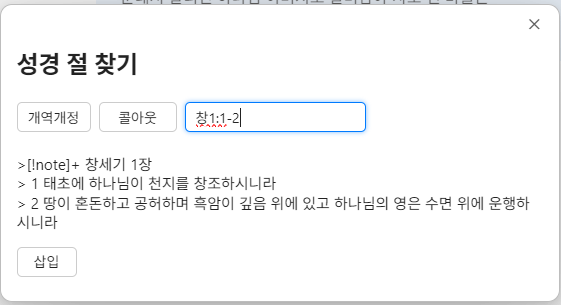 성경 절 찾기
개역개정
콜아웃
창1:1-2
>[!note]+ 창세기 1장
> 1 태초에 하나님이 천지를 창조하시니라
> 2 땅이 혼돈하고 공허하며 흑암이 깊음 위에 있고 하나님의 영은 수면 위에 운행하
시니라
삽입